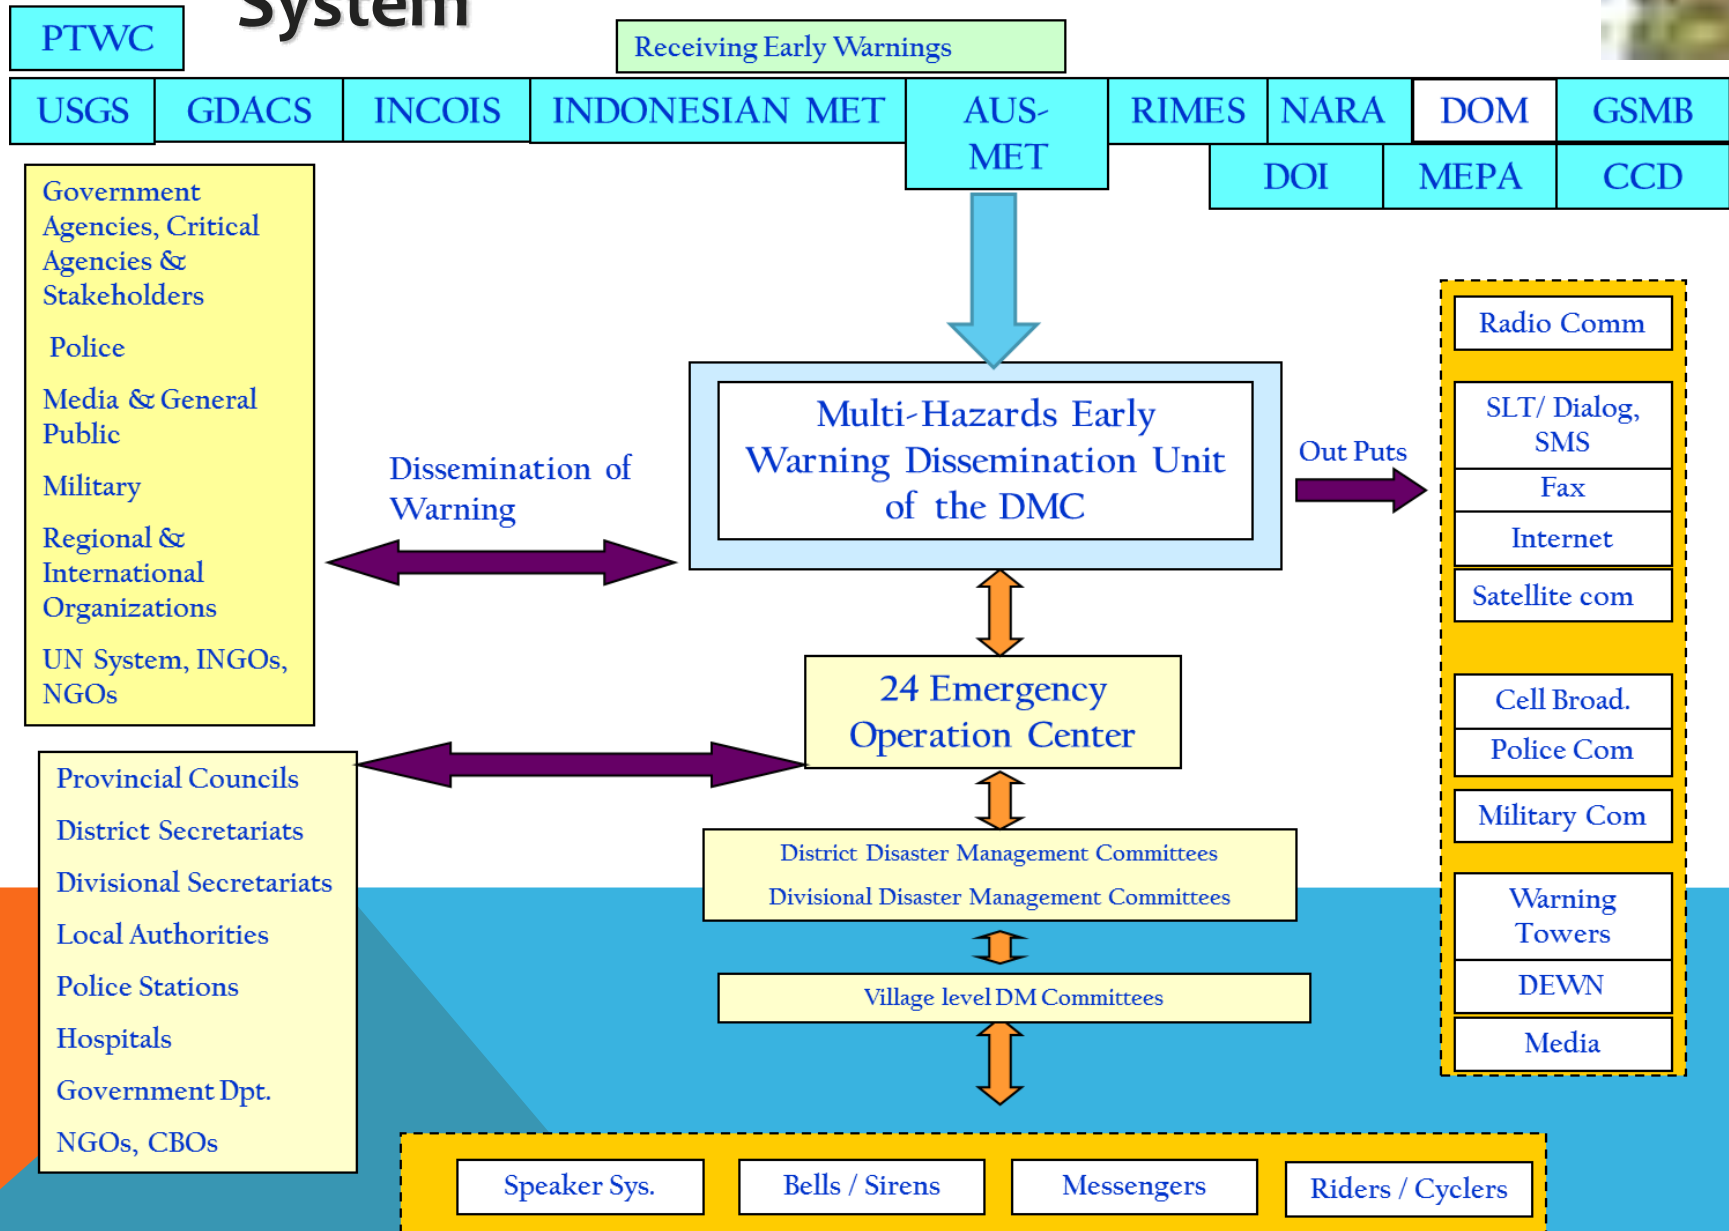 System
PTWC
Receiving Early Warnings
USGS
GDACS
INCOIS
INDONESIAN MET
AUS-
MET
RIMES
NARA
DOM
GSMB
DOI
MEPA
CCD
Government
Agencies, Critical
Agencies &
Stakeholders
Police
Media & General
Public
Military
Regional &
International
Organizations
UN System, INGOs,
NGOs
Dissemination of
Warning
Multi-Hazards Early
Warning Dissemination Unit
of the DMC
Out Puts
Radio Comm
SLT/ Dialog,
SMS
Fax
Internet
Satellite com
Cell Broad.
Police Com
Military Com
Warning
Towers
DEWN
Media
24 Emergency
Operation Center
Provincial Councils
District Secretariats
Divisional Secretariats
Local Authorities
Police Stations
Hospitals
Government Dpt.
NGOs, CBOs
District Disaster Management Committees
Divisional Disaster Management Committees
Village level DM Committees
Speaker Sys.
Bells / Sirens
Messengers
Riders / Cyclers